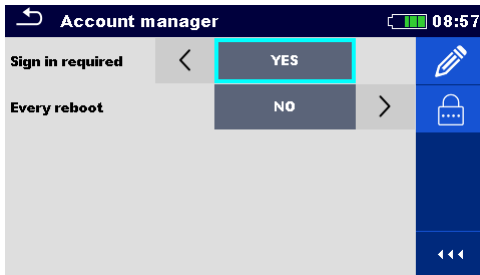 Account manager 08:57
Sign in required YES
Every reboot NO